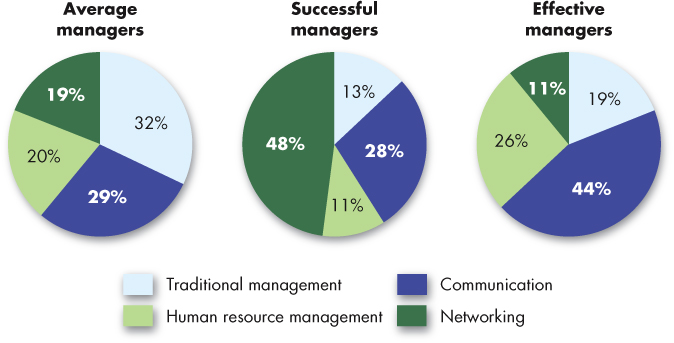 Average
managers
Successful
managers
Effective
managers
19%
32%
20%
29%
13%
48%
28%
11%
11%
19%
26%
44%
Traditional management
Communication
Human resource management
Networking